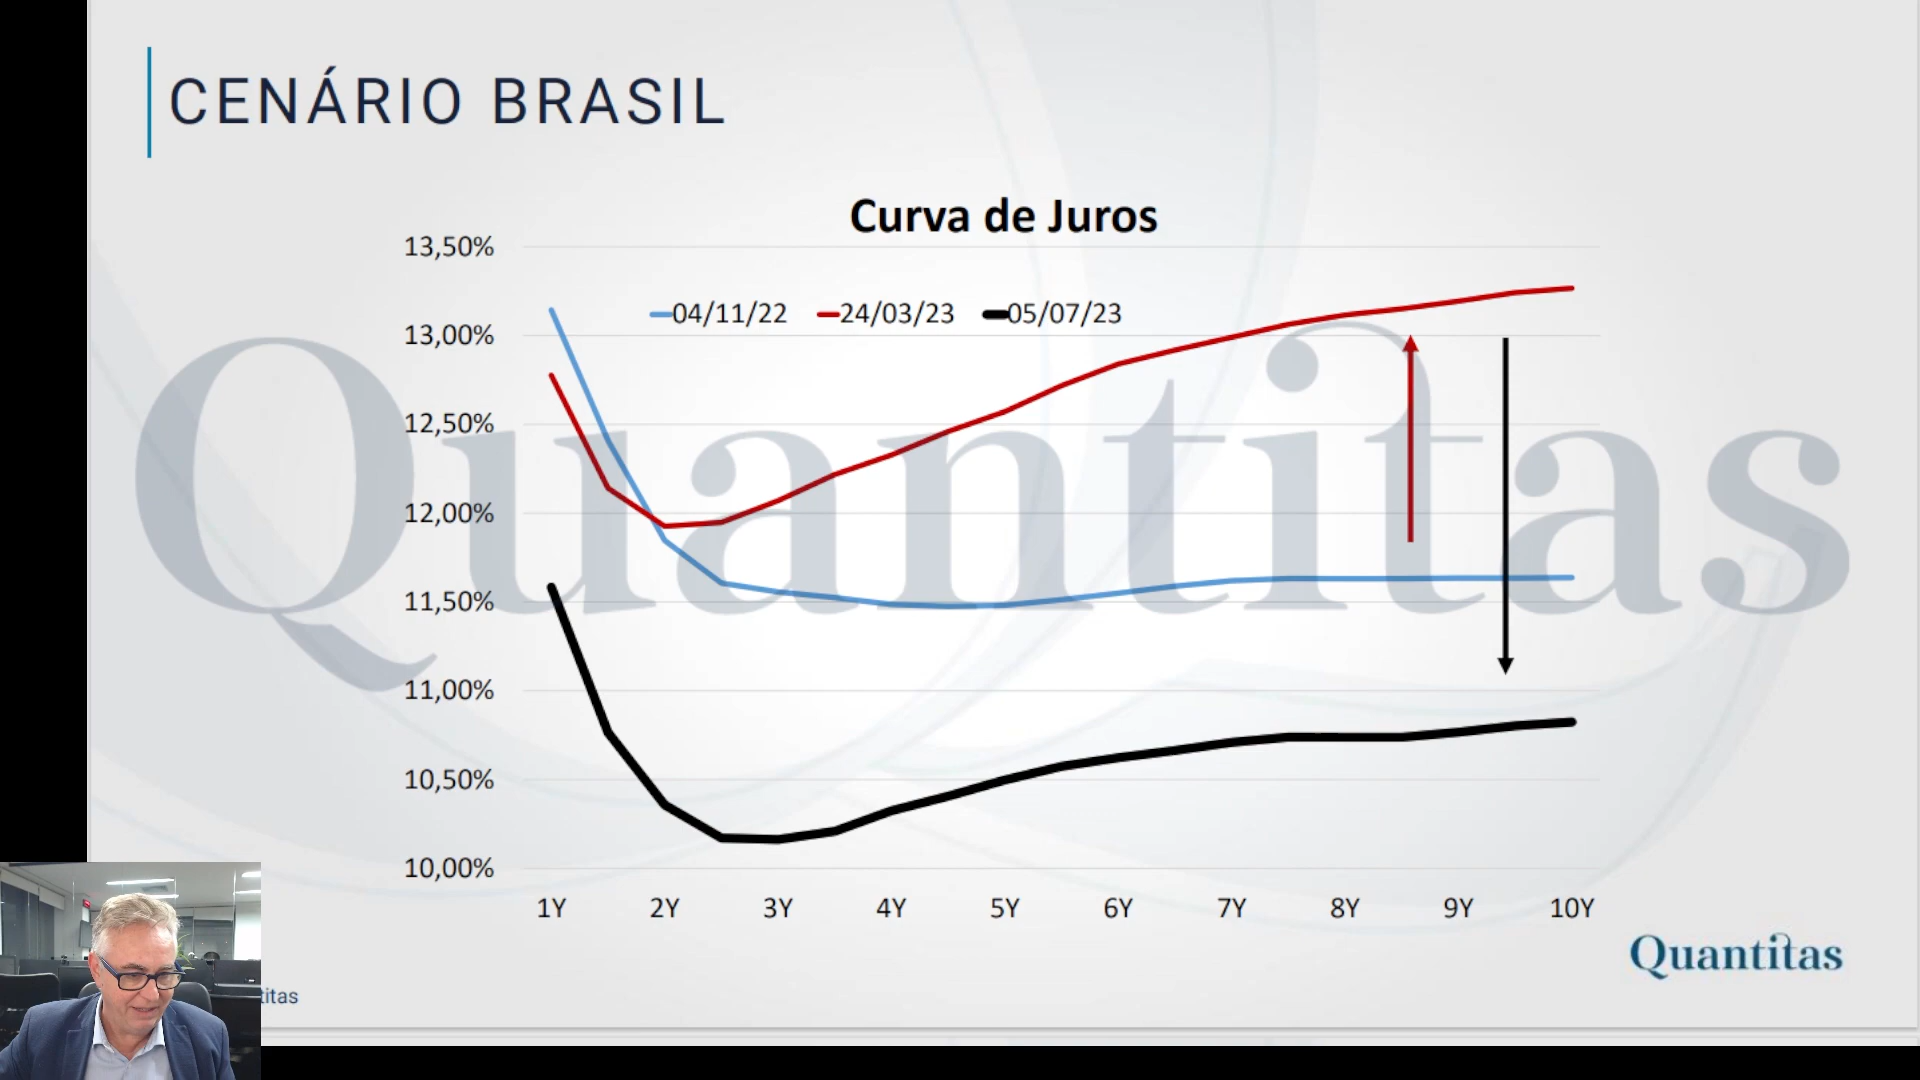 CENÁRIO BRASIL
Curva de Juros
04/11/22 24/03/23 05/07/23
13,50%
13,00%
12,50%
12,00%
11,50%
11,00%
10,50%
10,00%
1Y 2Y 3Y 4Y 5Y 6Y 7Y 8Y 9Y 10Y
Quantitas
Quantitas
titas